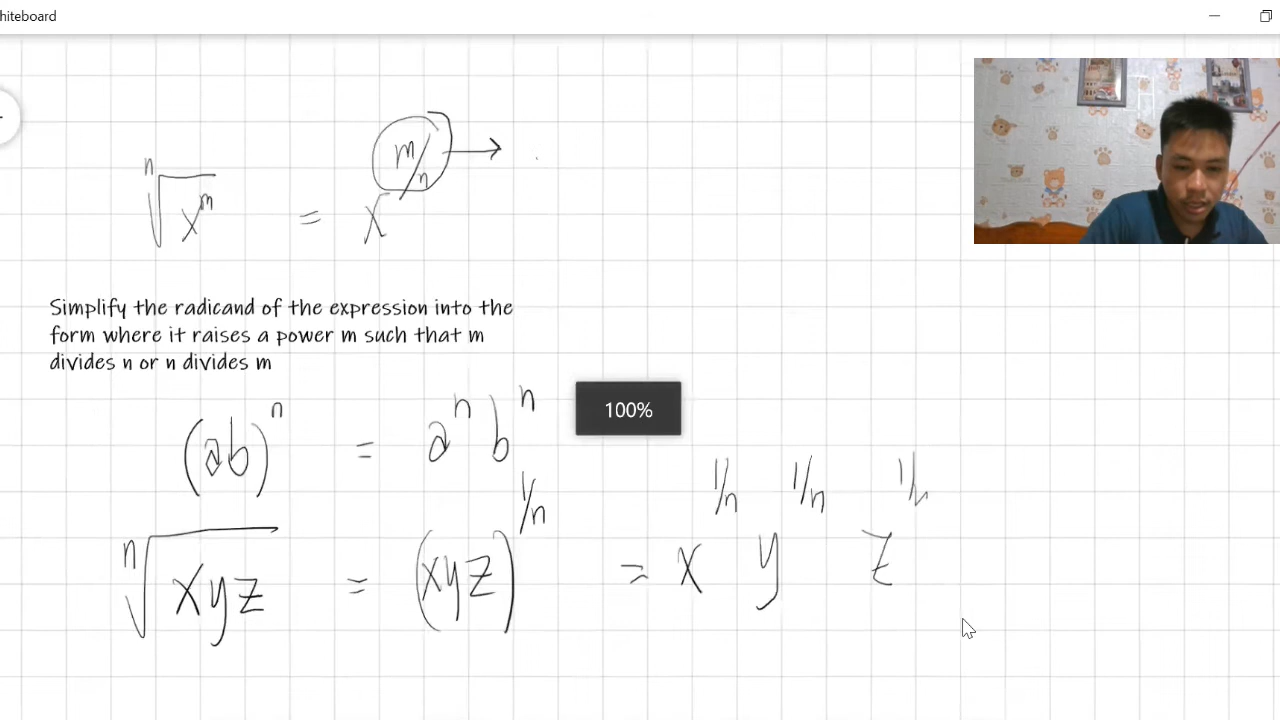 hiteboard
ⁿ√(xᵐ) = x^(m/n) →
Simplify the radicand of the expression into the
form where it raises a power m such that m
divides n or n divides m
(ab)ⁿ = aⁿ bⁿ
100%
ⁿ√(xyz) = (xyz)^(1/n) = x^(1/n) y^(1/n) z^(1/n)